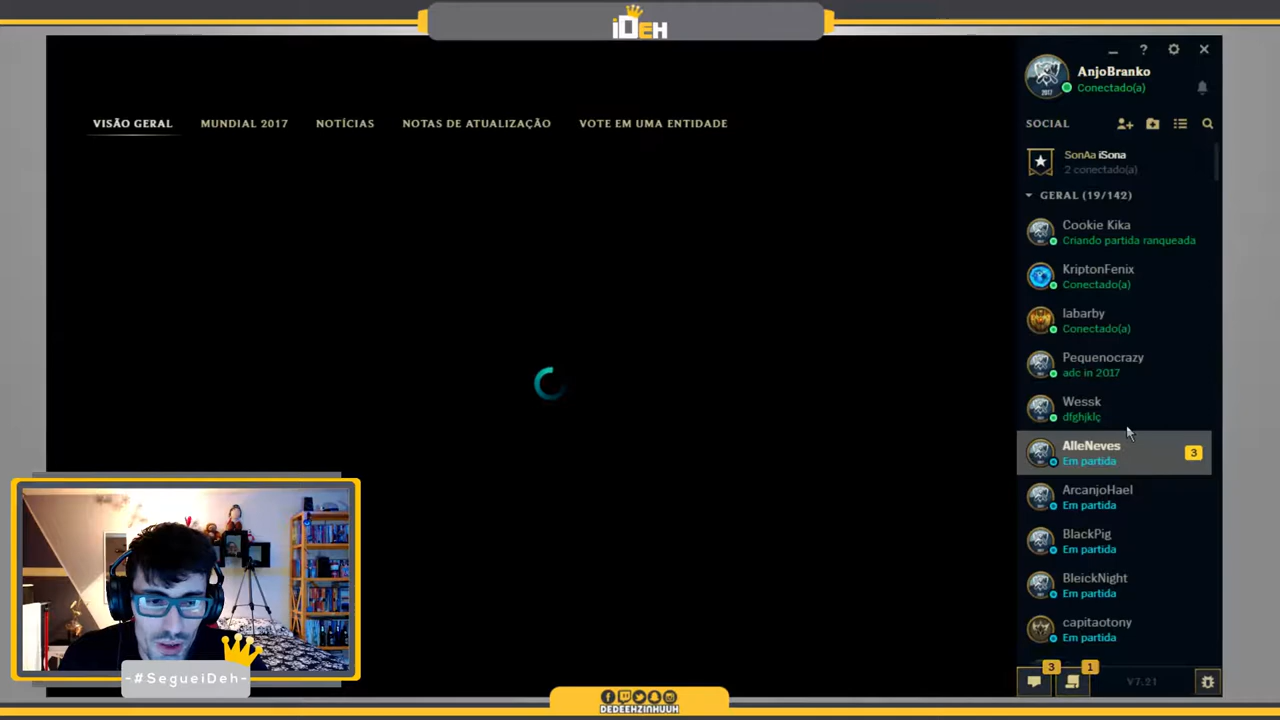 iDEH
VISÃO GERAL
MUNDIAL 2017
NOTÍCIAS
NOTAS DE ATUALIZAÇÃO
VOTE EM UMA ENTIDADE
2017
AnjoBranko
Conectado(a)
SOCIAL
SonAa iSona
2 conectado(a)
GERAL (19/142)
Cookie Kika
Criando partida ranqueada
KriptonFenix
Conectado(a)
labarby
Conectado(a)
Pequenocrazy
adc in 2017
Wessk
dfghjklç
AlleNeves
Em partida
3
ArcanjoHael
Em partida
BlackPig
Em partida
BleickNight
Em partida
capitaotony
Em partida
3
1
V7.21
-#SegueiDeh-
DEDEEHZINHUUH